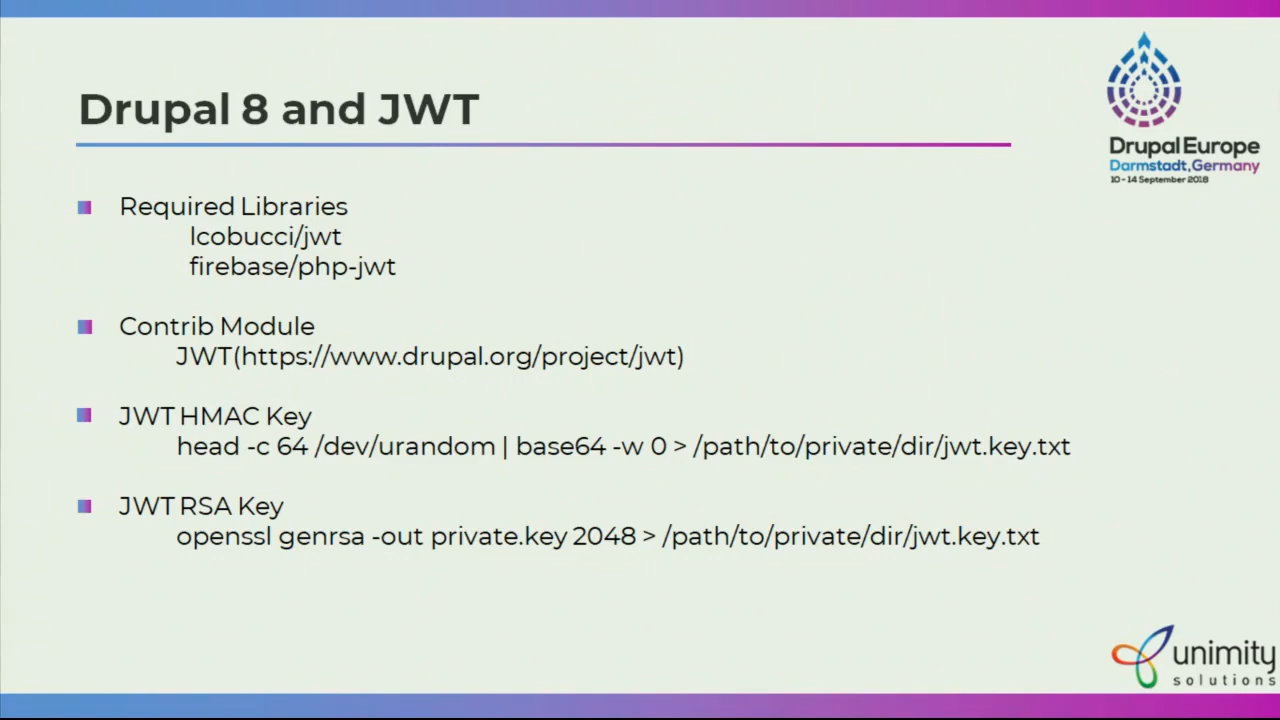 Drupal 8 and JWT
Drupal Europe
Darmstadt, Germany
10 - 14 September 2018
Required Libraries
lcobucci/jwt
firebase/php-jwt
Contrib Module
JWT(https://www.drupal.org/project/jwt)
JWT HMAC Key
head -c 64 /dev/urandom | base64 -w 0 > /path/to/private/dir/jwt.key.txt
JWT RSA Key
openssl genrsa -out private.key 2048 > /path/to/private/dir/jwt.key.txt
unimity
solutions